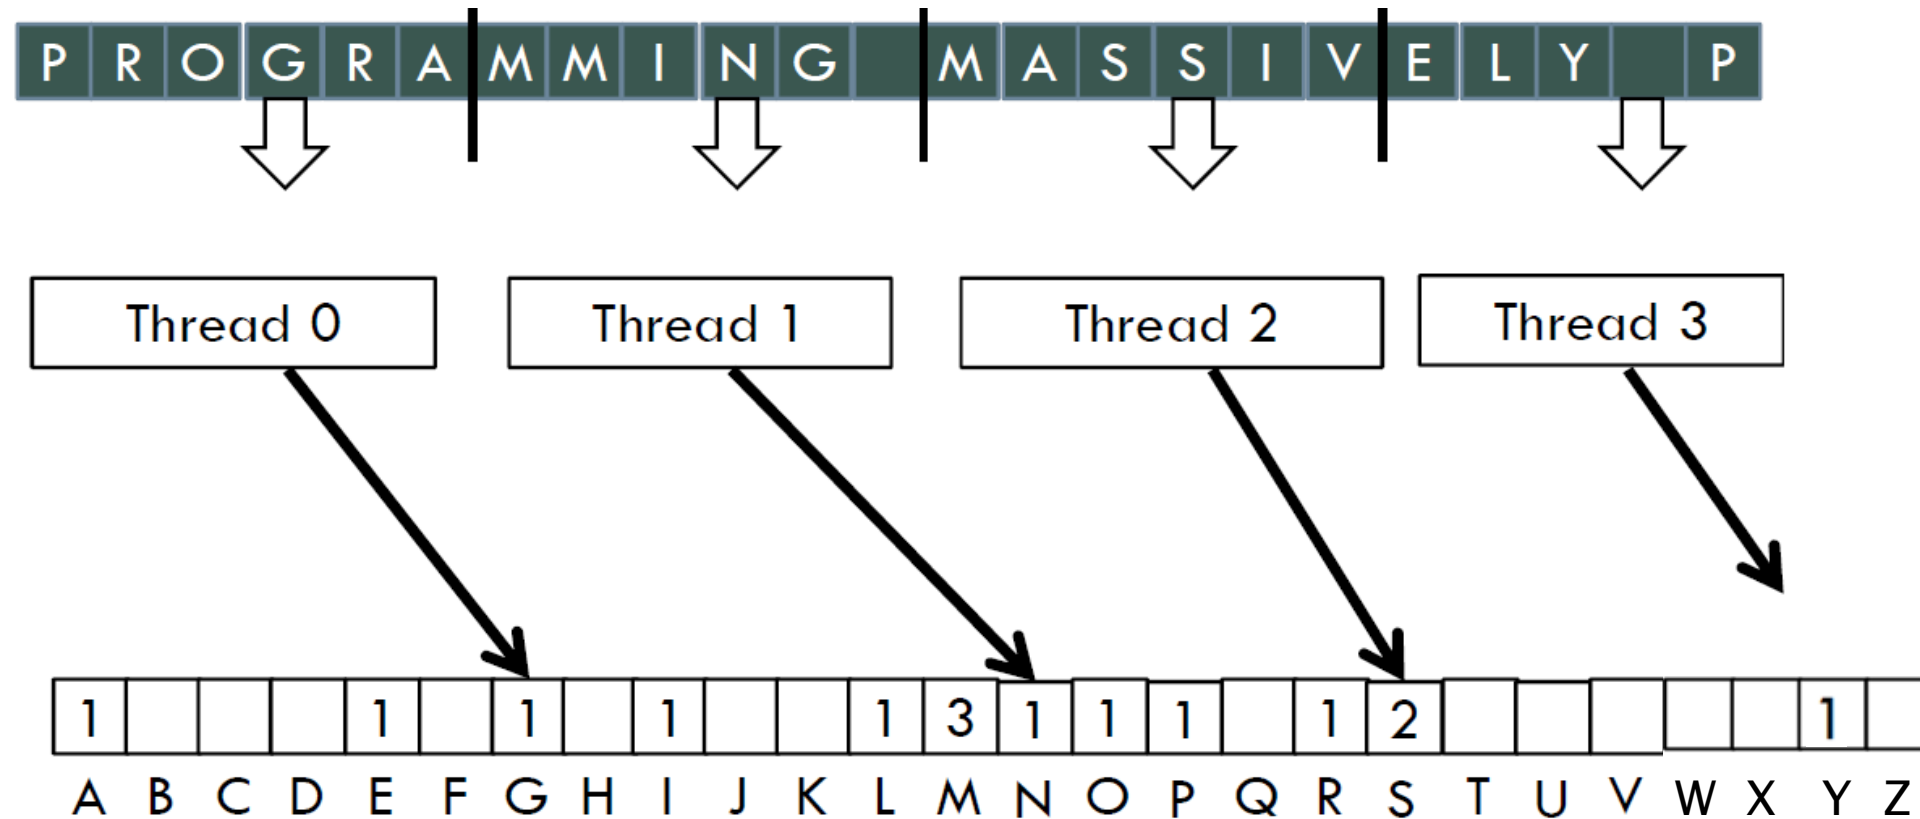 P R O G R A M M I N G M A S S I V E L Y P
Thread 0 Thread 1 Thread 2 Thread 3
1 1 1 1 1 3 1 1 1 1 2 1
A B C D E F G H I J K L M N O P Q R S T U V W X Y Z